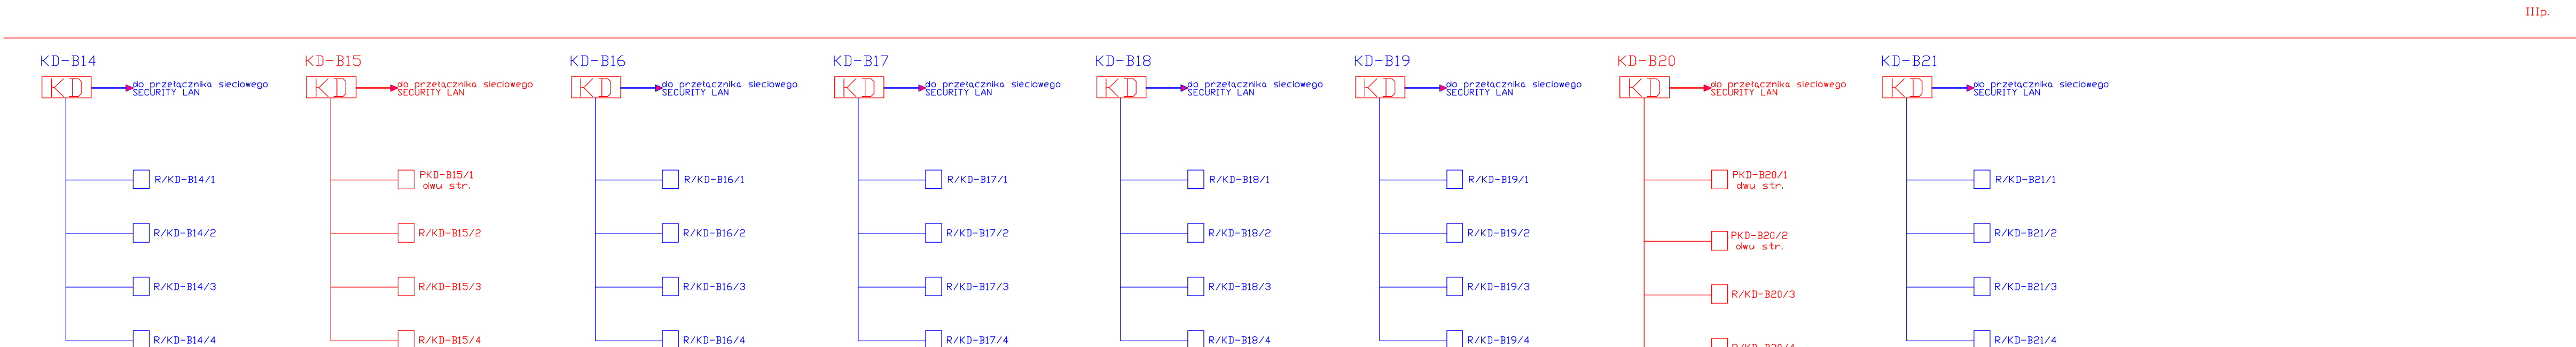 IIIp.
KD-B14
KD
do przełącznika sieciowego
SECURITY LAN
R/KD-B14/1
R/KD-B14/2
R/KD-B14/3
R/KD-B14/4
KD-B15
KD
do przełącznika sieciowego
SECURITY LAN
PKD-B15/1
dwu str.
R/KD-B15/2
R/KD-B15/3
R/KD-B15/4
KD-B16
KD
do przełącznika sieciowego
SECURITY LAN
R/KD-B16/1
R/KD-B16/2
R/KD-B16/3
R/KD-B16/4
KD-B17
KD
do przełącznika sieciowego
SECURITY LAN
R/KD-B17/1
R/KD-B17/2
R/KD-B17/3
R/KD-B17/4
KD-B18
KD
do przełącznika sieciowego
SECURITY LAN
R/KD-B18/1
R/KD-B18/2
R/KD-B18/3
R/KD-B18/4
KD-B19
KD
do przełącznika sieciowego
SECURITY LAN
R/KD-B19/1
R/KD-B19/2
R/KD-B19/3
R/KD-B19/4
KD-B20
KD
do przełącznika sieciowego
SECURITY LAN
PKD-B20/1
dwu str.
PKD-B20/2
dwu str.
R/KD-B20/3
KD-B21
KD
do przełącznika sieciowego
SECURITY LAN
R/KD-B21/1
R/KD-B21/2
R/KD-B21/3
R/KD-B21/4